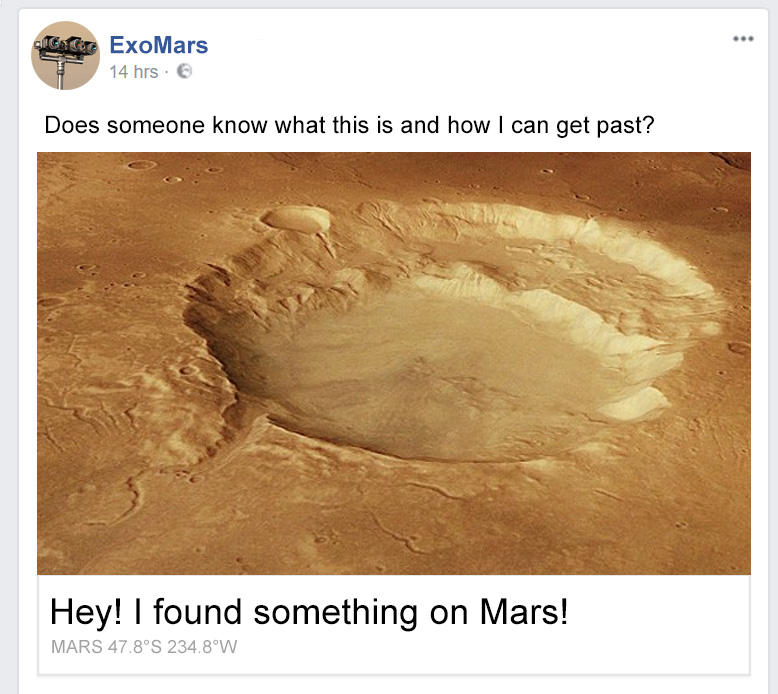 ExoMars
14 hrs ·
Does someone know what this is and how I can get past?
Hey! I found something on Mars!
MARS 47.8°S 234.8°W